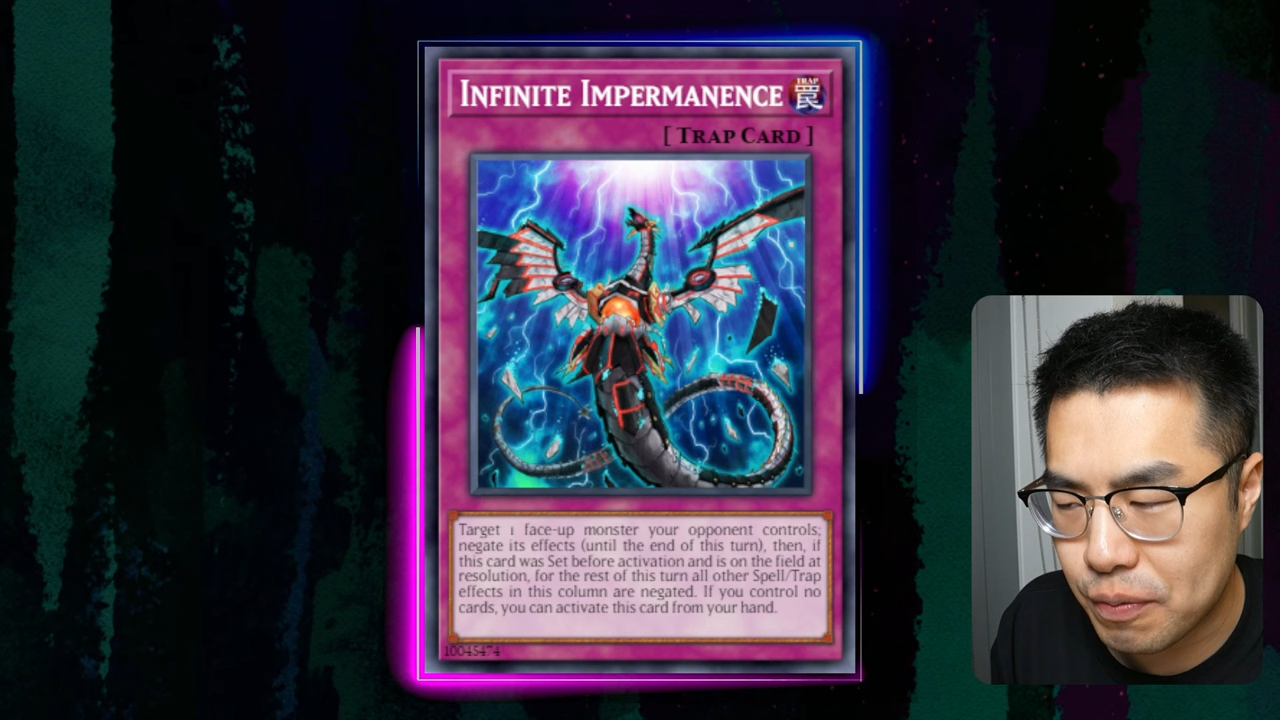 INFINITE IMPERMANENCE
TRAP
罠
[ TRAP CARD ]
Target 1 face-up monster your opponent controls;
negate its effects (until the end of this turn), then, if
this card was Set before activation and is on the field at
resolution, for the rest of this turn all other Spell/Trap
effects in this column are negated. If you control no
cards, you can activate this card from your hand.
10045474